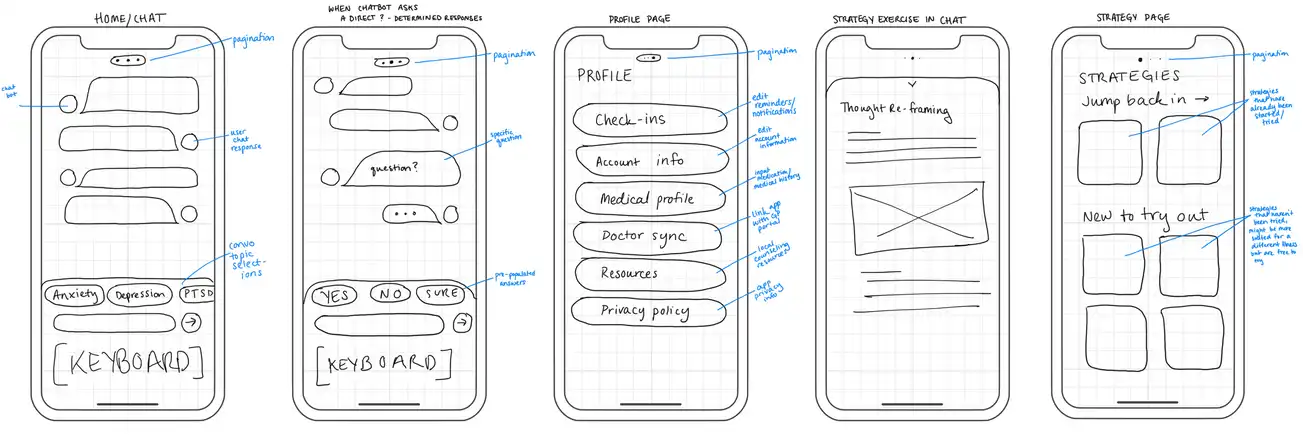 HOME/CHAT
pagination
chat
bot
user
chat
response
convo
topic
select-
ions
Anxiety
Depression
PTSD
[KEYBOARD]
WHEN CHATBOT ASKS
A DIRECT ? - DETERMINED RESPONSES
pagination
specific
question
question?
pre-populated
answers
YES
NO
SURE
[KEYBOARD]
PROFILE PAGE
pagination
PROFILE
Check-ins
edit
reminders/
notifications
Account info
edit
account
information
Medical profile
input
medication/
medical history
Doctor sync
link app
with GP
portal
Resources
local
counseling
resources
Privacy policy
app
privacy
info
STRATEGY EXERCISE IN CHAT
Thought Re-framing
STRATEGY PAGE
pagination
STRATEGIES
Jump back in →
strategies
that have
already been
started/
tried
New to try out
strategies
that haven't
been tried,
might be more
suited for a
different illness
but are free to
try